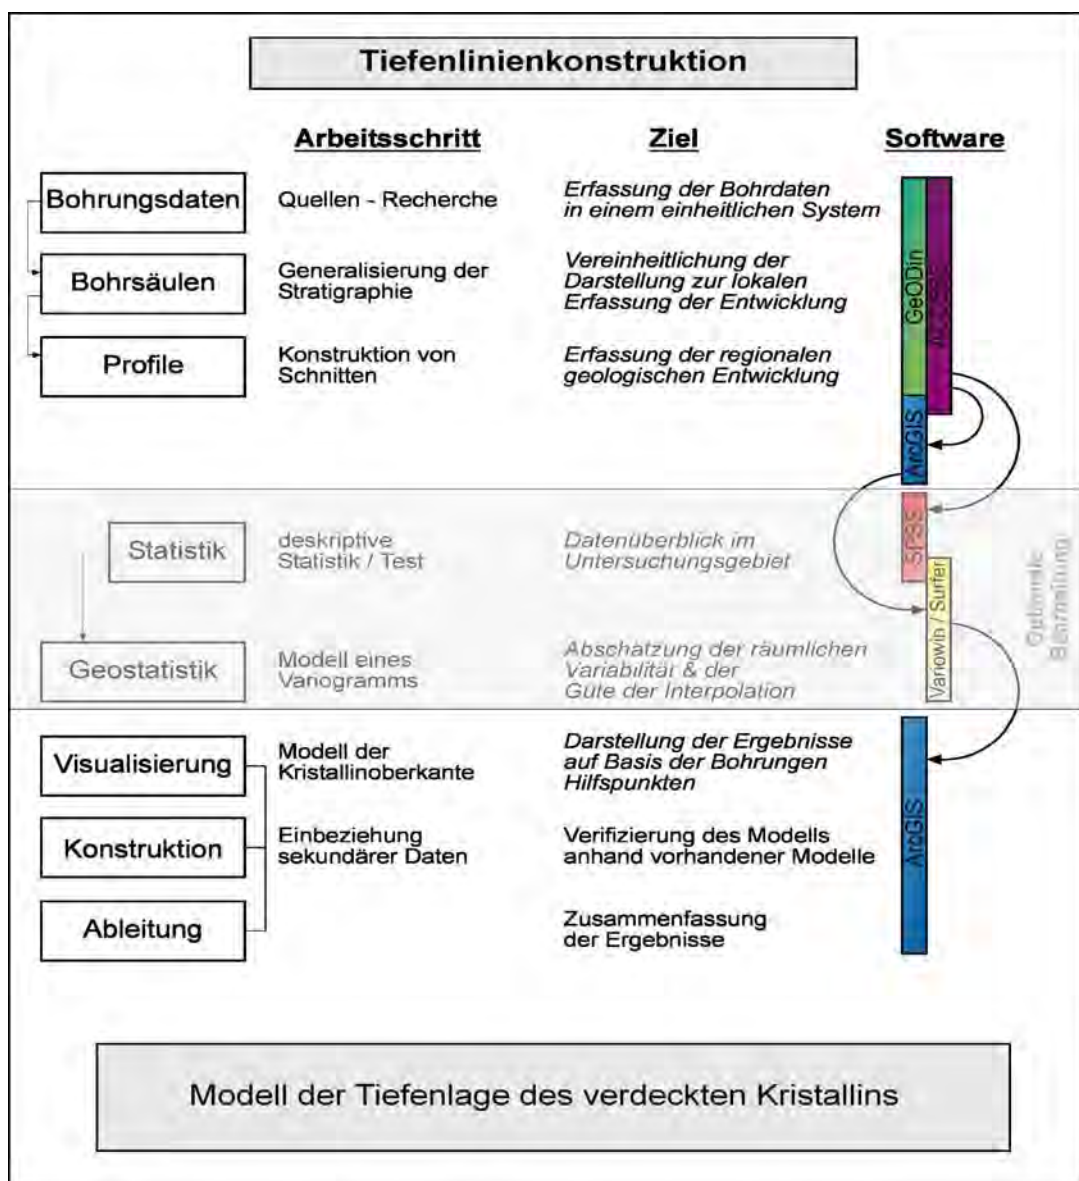 Tiefenlinienkonstruktion
Arbeitsschritt
Ziel
Software
Bohrungsdaten
Quellen - Recherche
Erfassung der Bohrdaten
in einem einheitlichen System
Bohrsäulen
Generalisierung der
Stratigraphie
Vereinheitlichung der
Darstellung zur lokalen
Erfassung der Entwicklung
Profile
Konstruktion von
Schnitten
Erfassung der regionalen
geologischen Entwicklung
GeODin
ArcGIS
Statistik
deskriptive
Statistik / Test
Datenüberblick im
Untersuchungsgebiet
SPSS
Geostatistik
Modell eines
Variogramms
Abschätzung der räumlichen
Variabilitär & der
Güte der Interpolation
Variowin / Surfer
Visualisierung
Modell der
Kristallinoberkante
Darstellung der Ergebnisse
auf Basis der Bohrungen
Hilfspunkten
Konstruktion
Einbeziehung
sekundärer Daten
Verifizierung des Modells
anhand vorhandener Modelle
Ableitung
Zusammenfassung
der Ergebnisse
ArcGIS
Modell der Tiefenlage des verdeckten Kristallins